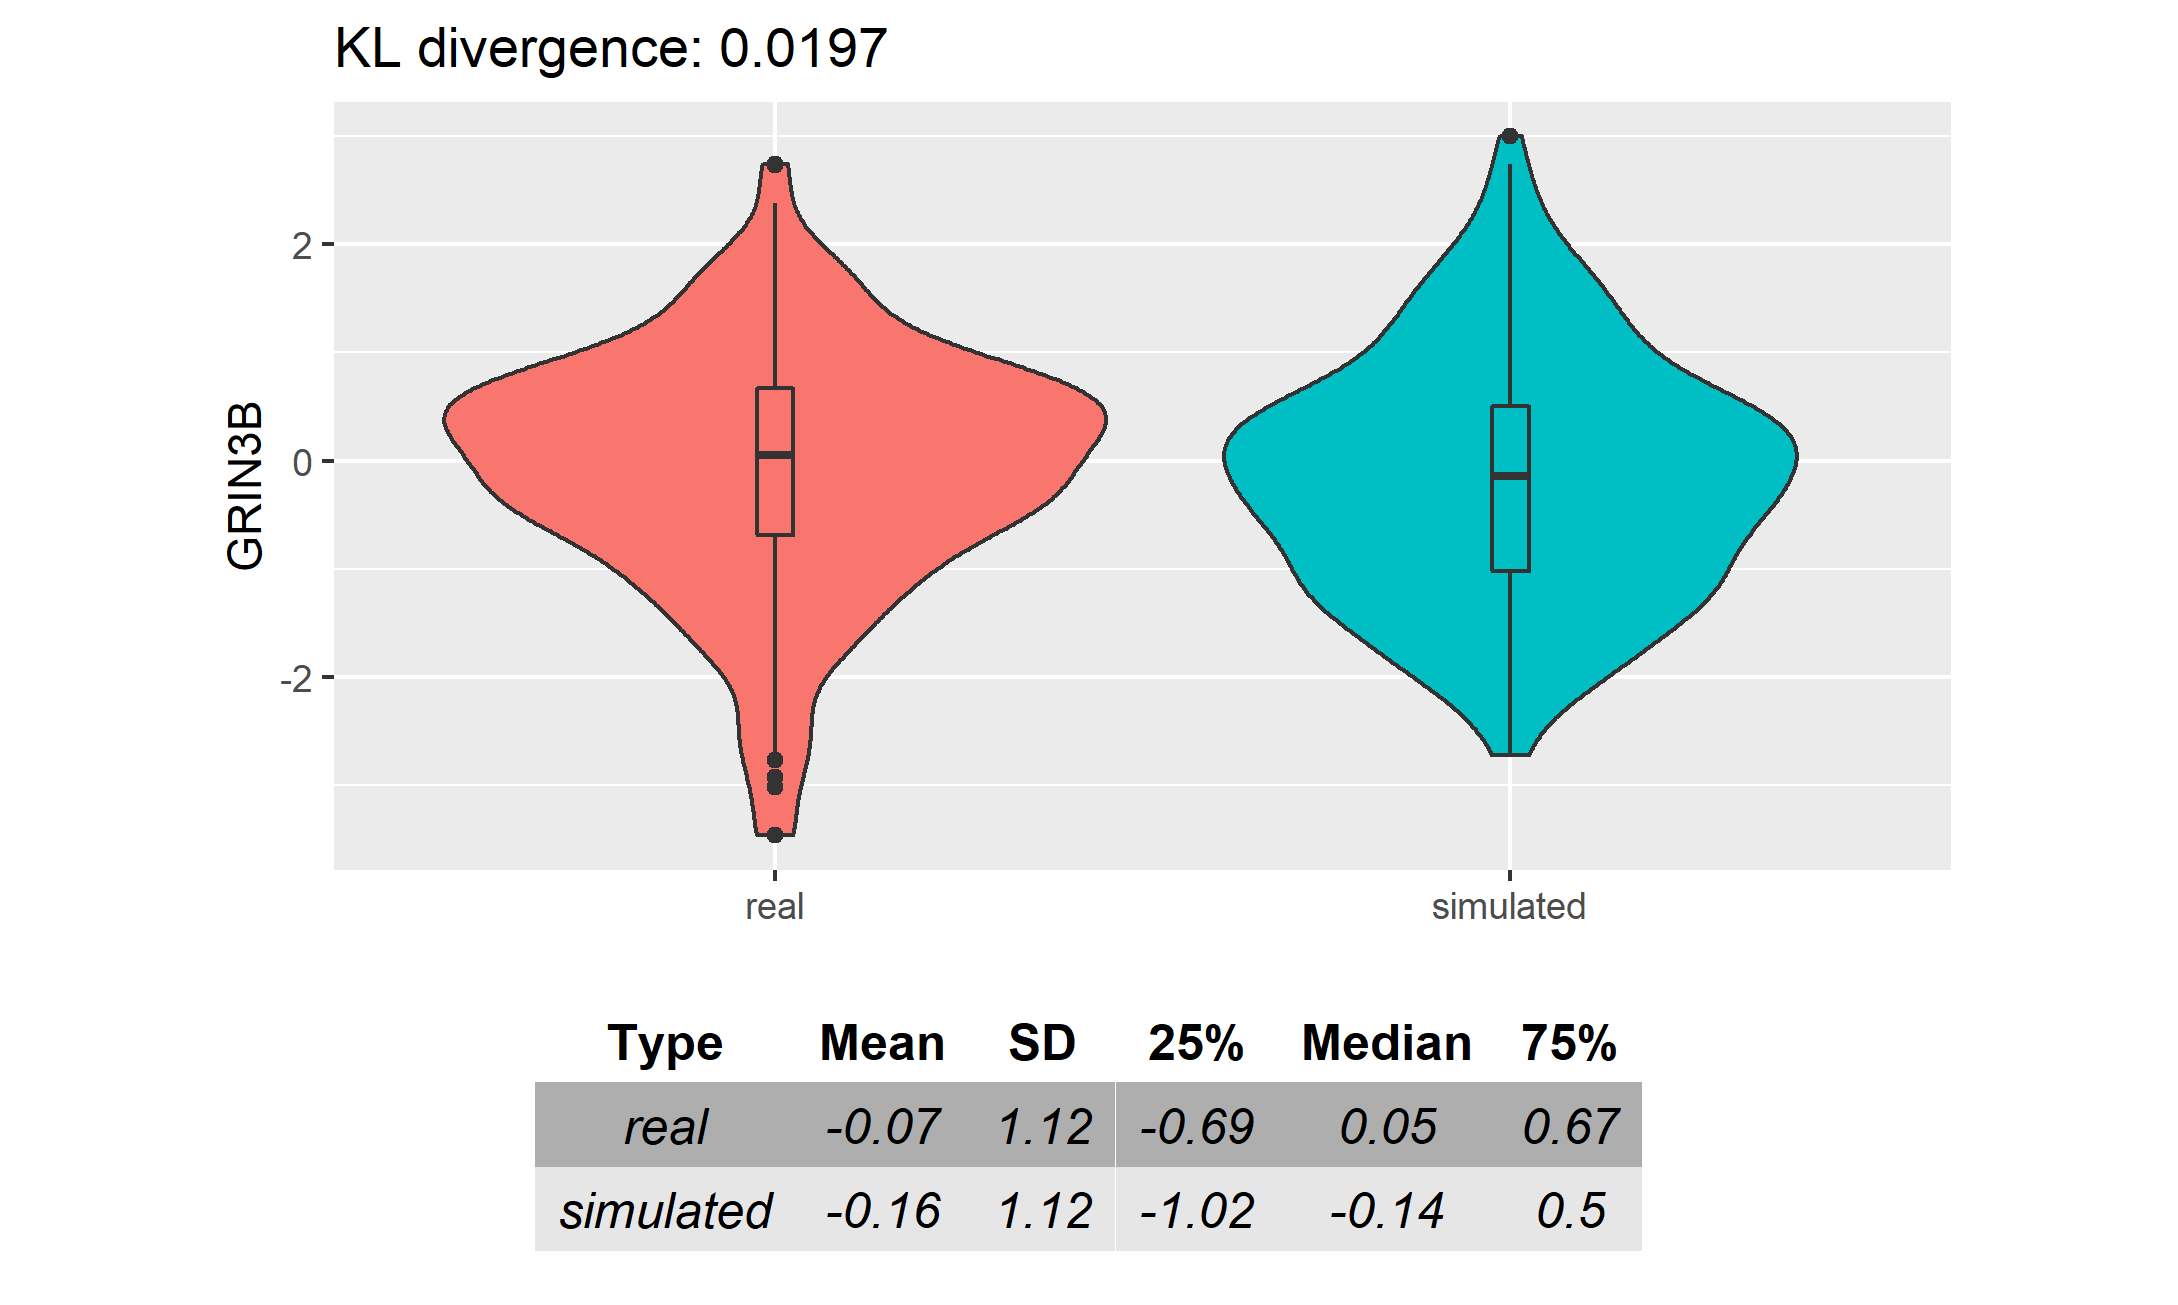 KL divergence: 0.0197
GRIN3B
2
0
-2
real simulated
Type Mean SD 25% Median 75%
real -0.07 1.12 -0.69 0.05 0.67
simulated -0.16 1.12 -1.02 -0.14 0.5